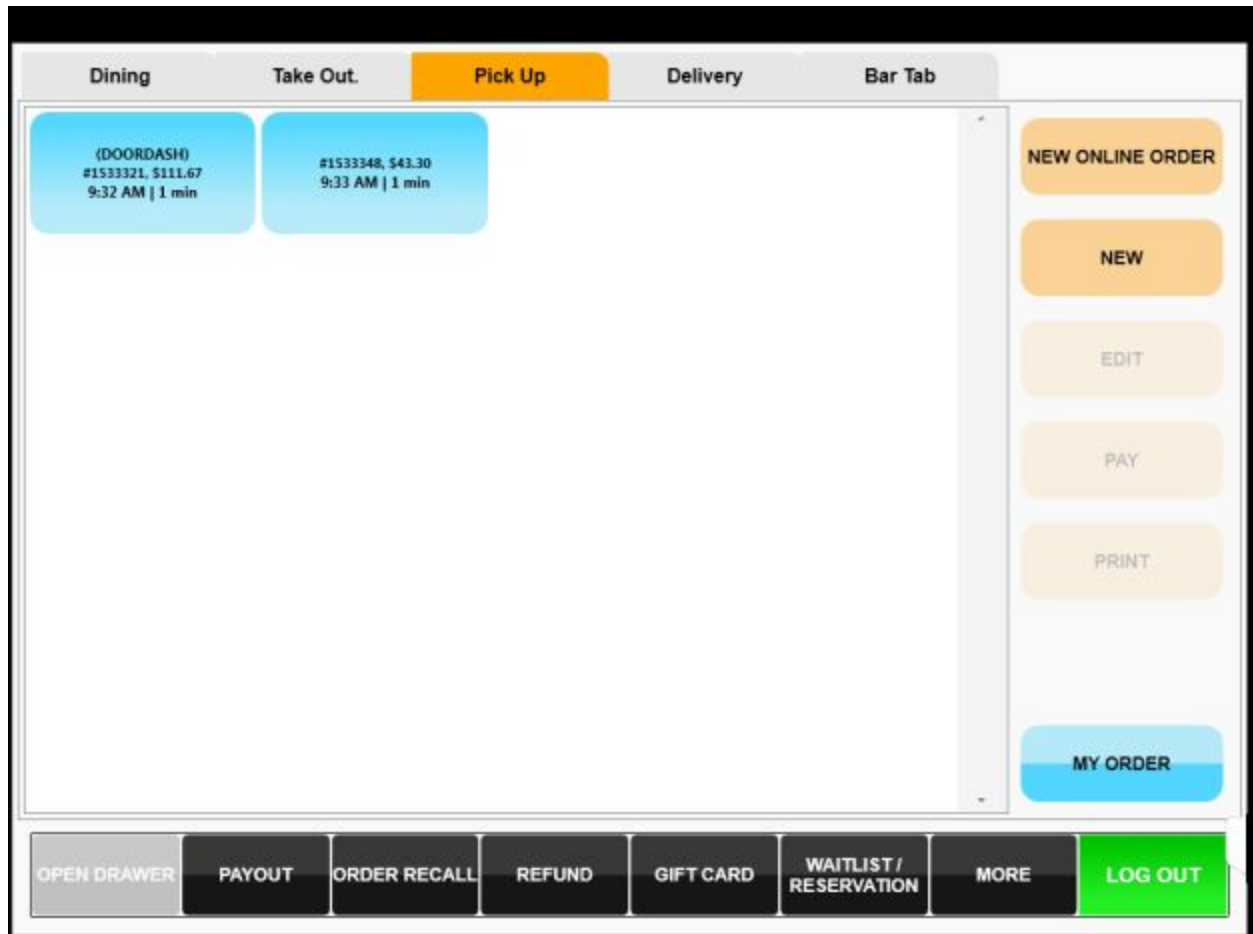 Dining
Take Out.
Pick Up
Delivery
Bar Tab
(DOORDASH)
#1533321, $111.67
9:32 AM | 1 min
#1533348, $43.30
9:33 AM | 1 min
NEW ONLINE ORDER
NEW
EDIT
PAY
PRINT
MY ORDER
OPEN DRAWER
PAYOUT
ORDER RECALL
REFUND
GIFT CARD
WAITLIST /
RESERVATION
MORE
LOG OUT